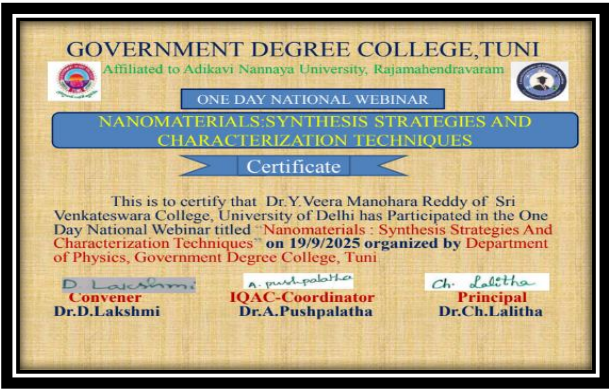 GOVERNMENT DEGREE COLLEGE,TUNI
Affiliated to Adikavi Nannaya University, Rajamahendravaram
ONE DAY NATIONAL WEBINAR
NANOMATERIALS:SYNTHESIS STRATEGIES AND
CHARACTERIZATION TECHNIQUES
Certificate
This is to certify that Dr.Y.Veera Manohara Reddy of Sri
Venkateswara College, University of Delhi has Participated in the One
Day National Webinar titled “Nanomaterials : Synthesis Strategies And
Characterization Techniques” on 19/9/2025 organized by Department
of Physics, Government Degree College, Tuni
D. Lakshmi A. pushpalatha Ch. Lalitha
Convener IQAC-Coordinator Principal
Dr.D.Lakshmi Dr.A.Pushpalatha Dr.Ch.Lalitha